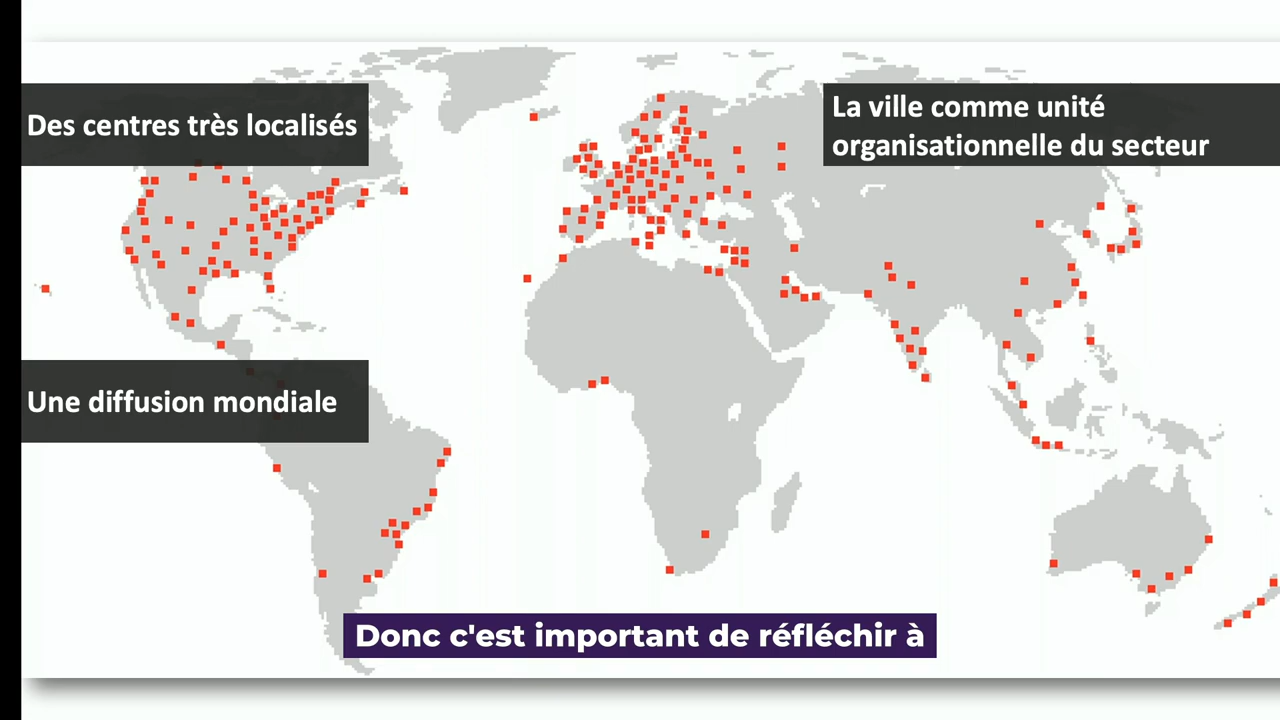 Des centres très localisés
La ville comme unité
organisationnelle du secteur
Une diffusion mondiale
Donc c'est important de réfléchir à